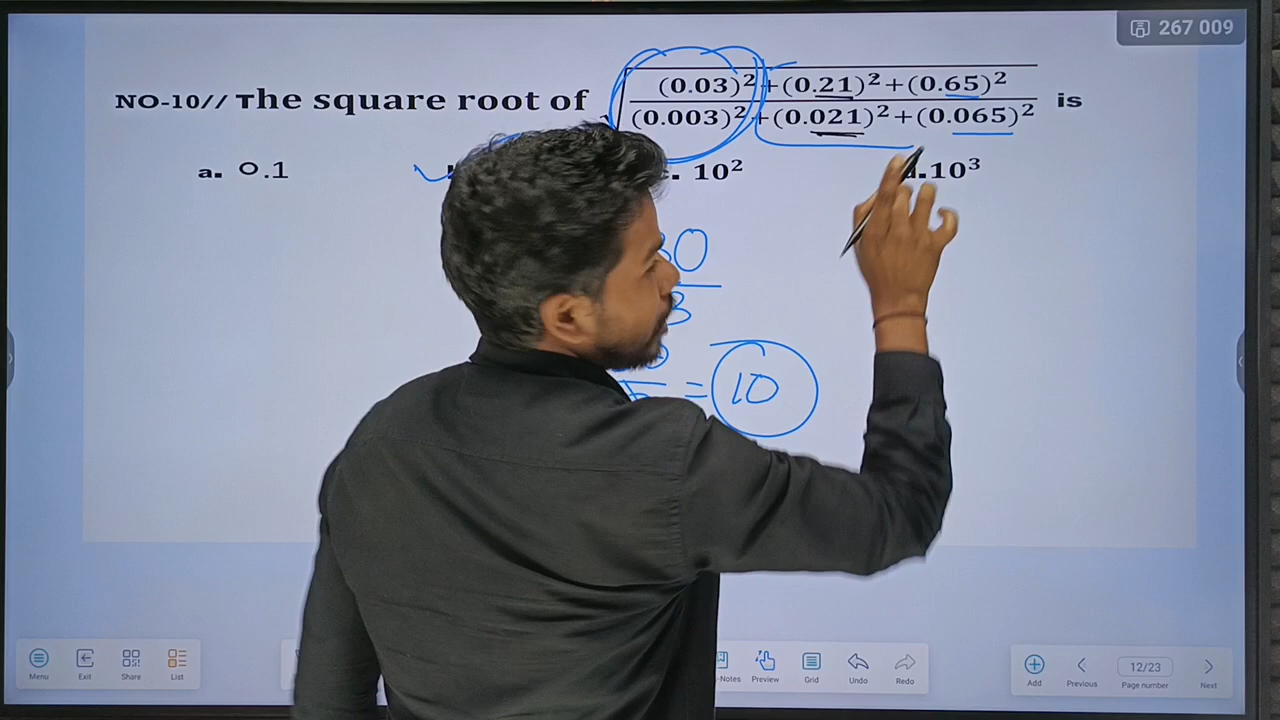 267 009
NO-10// The square root of √((0.03)²+(0.21)²+(0.65)² / (0.003)²+(0.021)²+(0.065)²) is
a. 0.1 c. 10² d.10³
30
3
= 10
Menu Exit Share List -Notes Preview Grid Undo Redo Add Previous 12/23 Page number Next